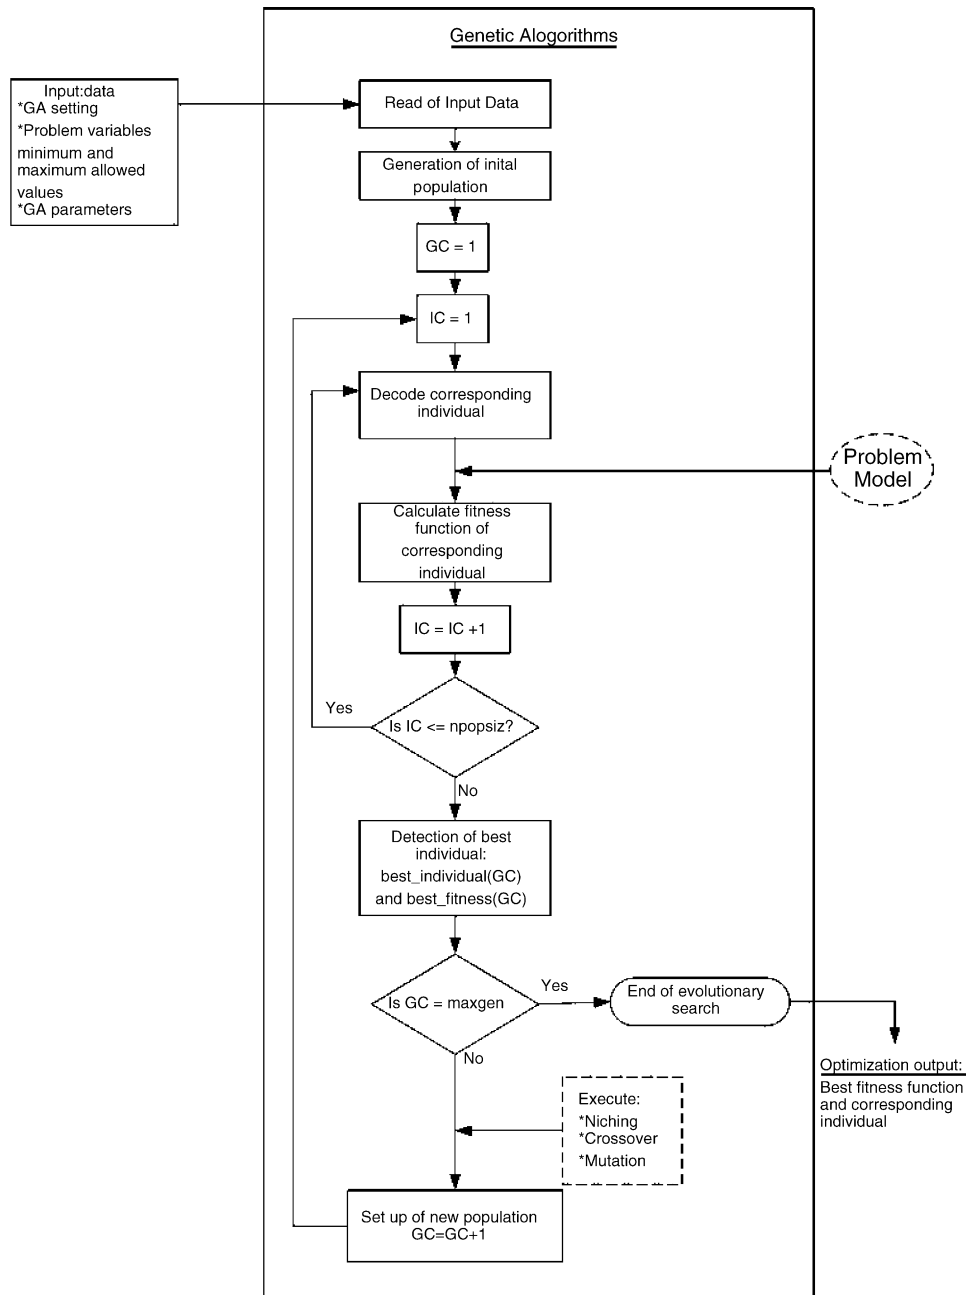 Genetic Alogorithms
Input:data
*GA setting
*Problem variables
minimum and
maximum allowed
values
*GA parameters
Read of Input Data
Generation of inital
population
GC = 1
IC = 1
Decode corresponding
individual
Problem
Model
Calculate fitness
function of
corresponding
individual
IC = IC +1
Yes
Is IC <= npopsiz?
No
Detection of best
individual:
best_individual(GC)
and best_fitness(GC)
Is GC = maxgen
Yes
End of evolutionary
search
No
Optimization output:
Best fitness function
and corresponding
individual
Execute:
*Niching
*Crossover
*Mutation
Set up of new population
GC=GC+1